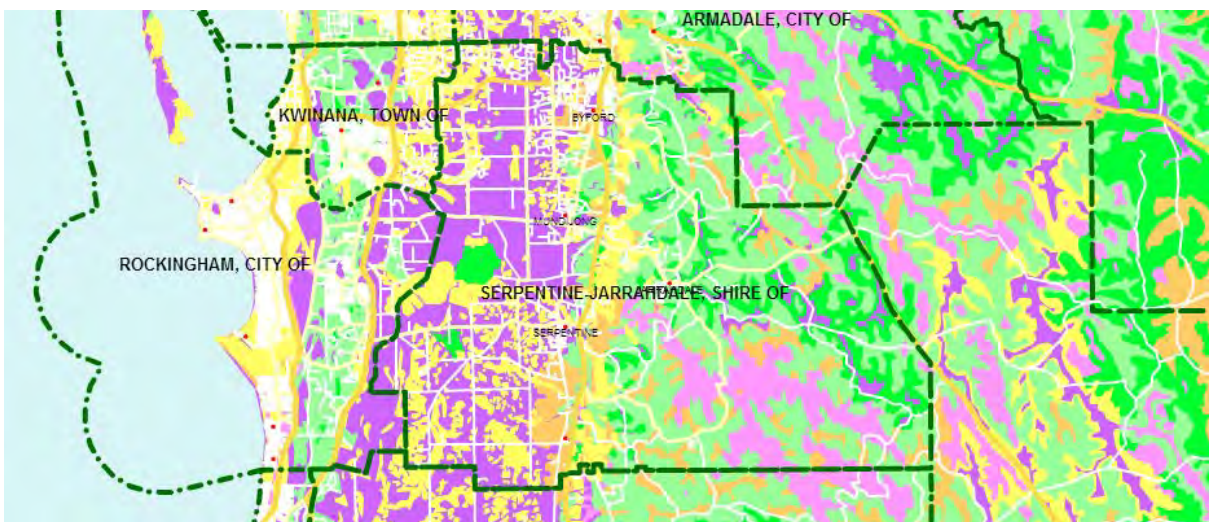 ARMADALE, CITY OF
KWINANA, TOWN OF
BYFORD
MUNDIJONG
ROCKINGHAM, CITY OF
SERPENTINE-JARRAHDALE, SHIRE OF
SERPENTINE